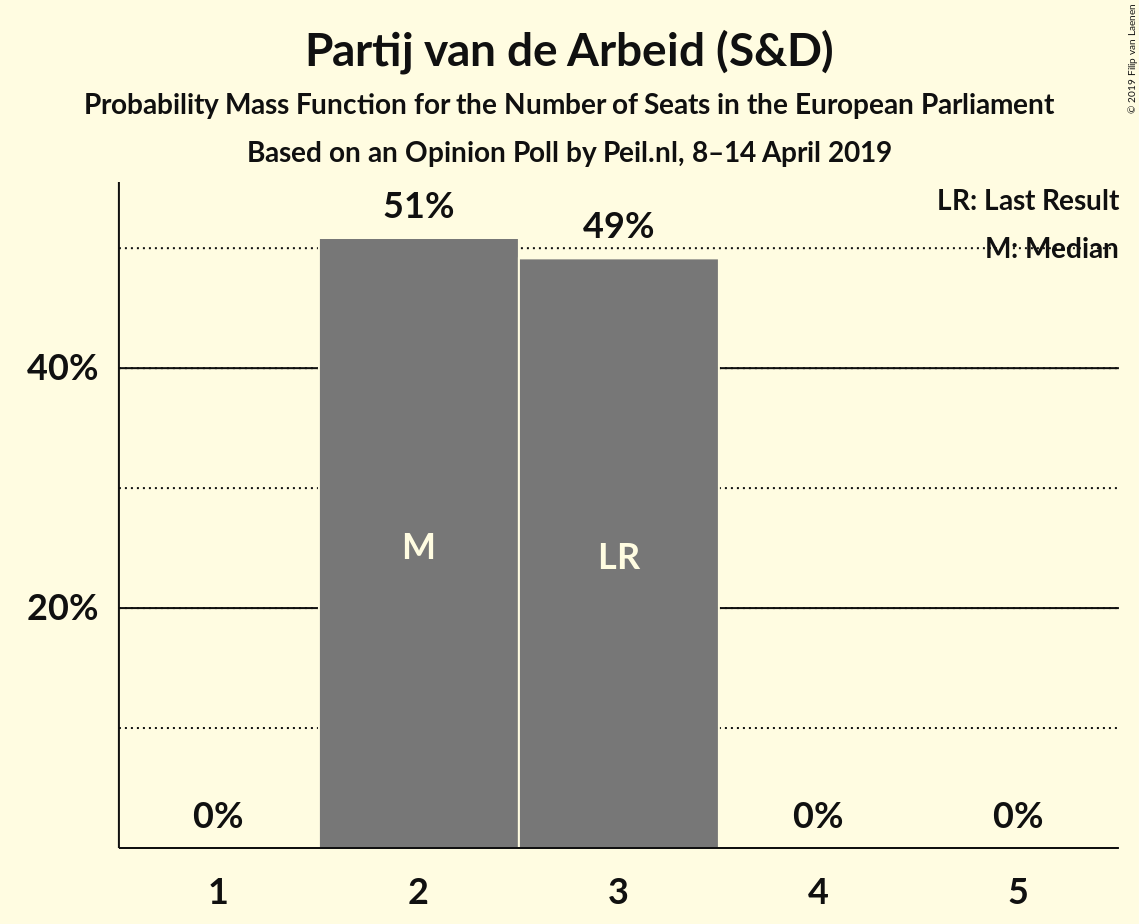 Partij van de Arbeid (S&D)
Probability Mass Function for the Number of Seats in the European Parliament
Based on an Opinion Poll by Peil.nl, 8–14 April 2019
© 2019 Filip van Laenen
LR: Last Result
M: Median
51%
49%
40%
20%
M
LR
0%
0%
0%
1
2
3
4
5